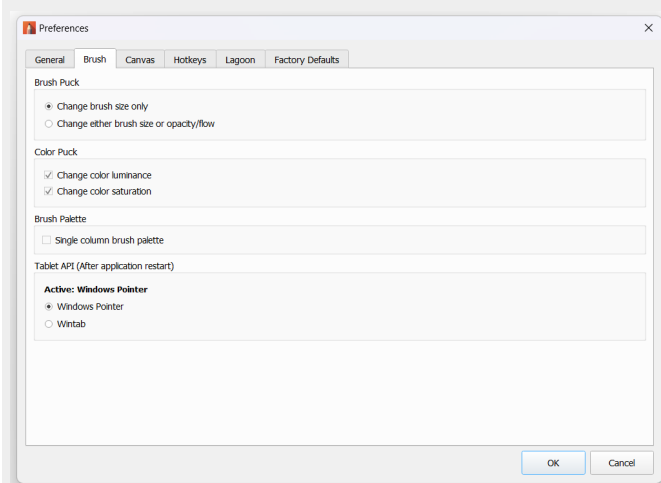 Preferences
General Brush Canvas Hotkeys Lagoon Factory Defaults
Brush Puck
Change brush size only
Change either brush size or opacity/flow
Color Puck
Change color luminance
Change color saturation
Brush Palette
Single column brush palette
Tablet API (After application restart)
Active: Windows Pointer
Windows Pointer
Wintab
OK Cancel